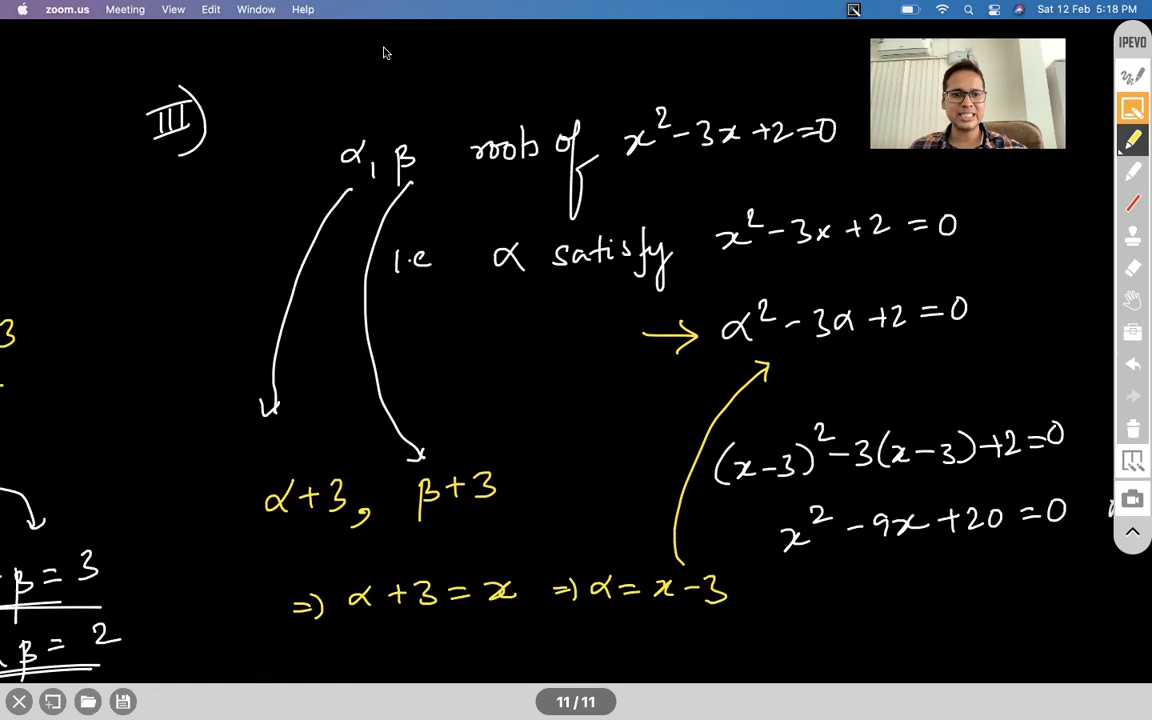 zoom.us Meeting View Edit Window Help Sat 12 Feb 5:18 PM
IPEVO
III)
α, β roots of x² - 3x + 2 = 0
i.e α satisfy x² - 3x + 2 = 0
3
→ α² - 3α + 2 = 0
(x-3)² - 3(x-3) + 2 = 0
α+3, β+3
x² - 9x + 20 = 0
β = 3
⇒ α + 3 = x ⇒ α = x - 3
β = 2
11/11